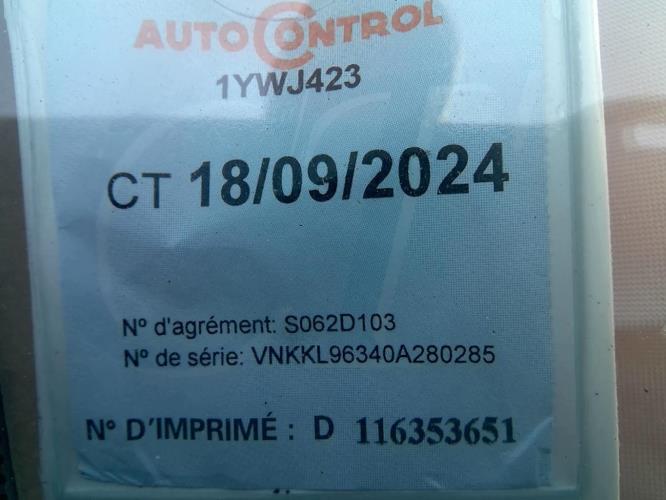 AUTOCONTROL
1YWJ423
CT 18/09/2024
N° d'agrément: S062D103
N° de série: VNKKL96340A280285
N° D'IMPRIMÉ : D 116353651